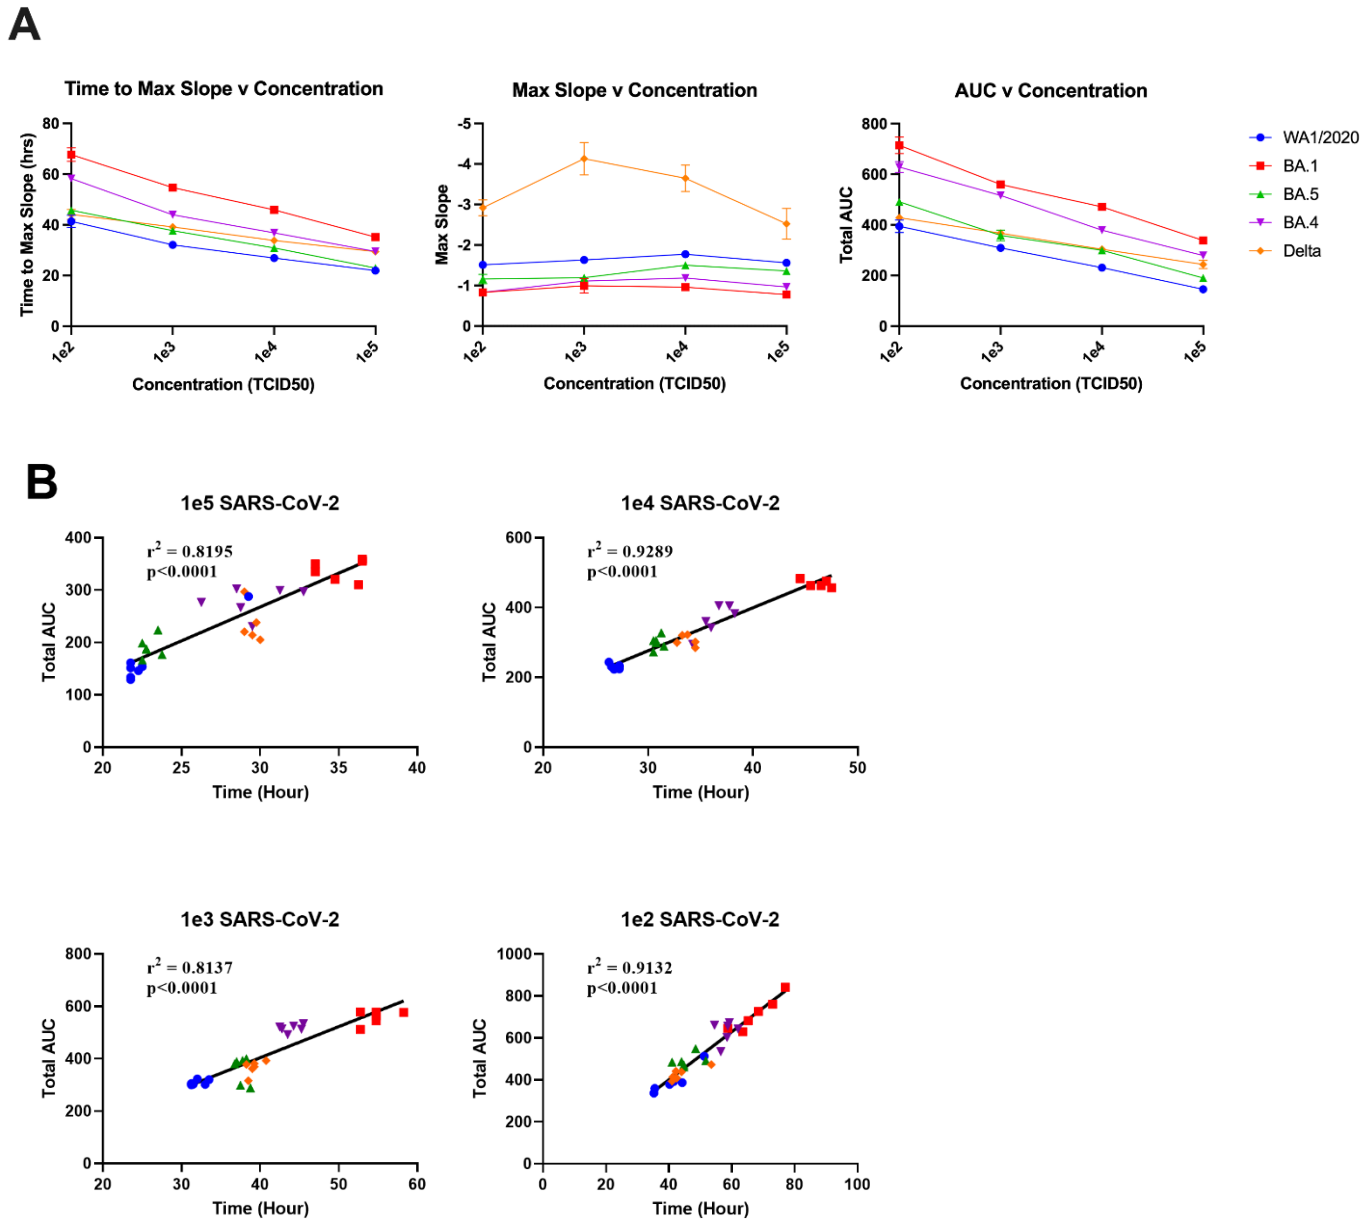 A
Time to Max Slope v Concentration
Time to Max Slope (hrs)
80
60
40
20
0
1e2
1e3
1e4
1e5
Concentration (TCID50)
Max Slope v Concentration
Max Slope
-5
-4
-3
-2
-1
0
1e2
1e3
1e4
1e5
Concentration (TCID50)
AUC v Concentration
Total AUC
800
600
400
200
0
1e2
1e3
1e4
1e5
Concentration (TCID50)
WA1/2020
BA.1
BA.5
BA.4
Delta
B
1e5 SARS-CoV-2
r² = 0.8195
p<0.0001
Total AUC
400
300
200
100
0
20
25
30
35
40
Time (Hour)
1e4 SARS-CoV-2
r² = 0.9289
p<0.0001
Total AUC
600
400
200
0
20
30
40
50
Time (Hour)
1e3 SARS-CoV-2
r² = 0.8137
p<0.0001
Total AUC
800
600
400
200
0
20
30
40
50
60
Time (Hour)
1e2 SARS-CoV-2
r² = 0.9132
p<0.0001
Total AUC
1000
800
600
400
200
0
0
20
40
60
80
100
Time (Hour)